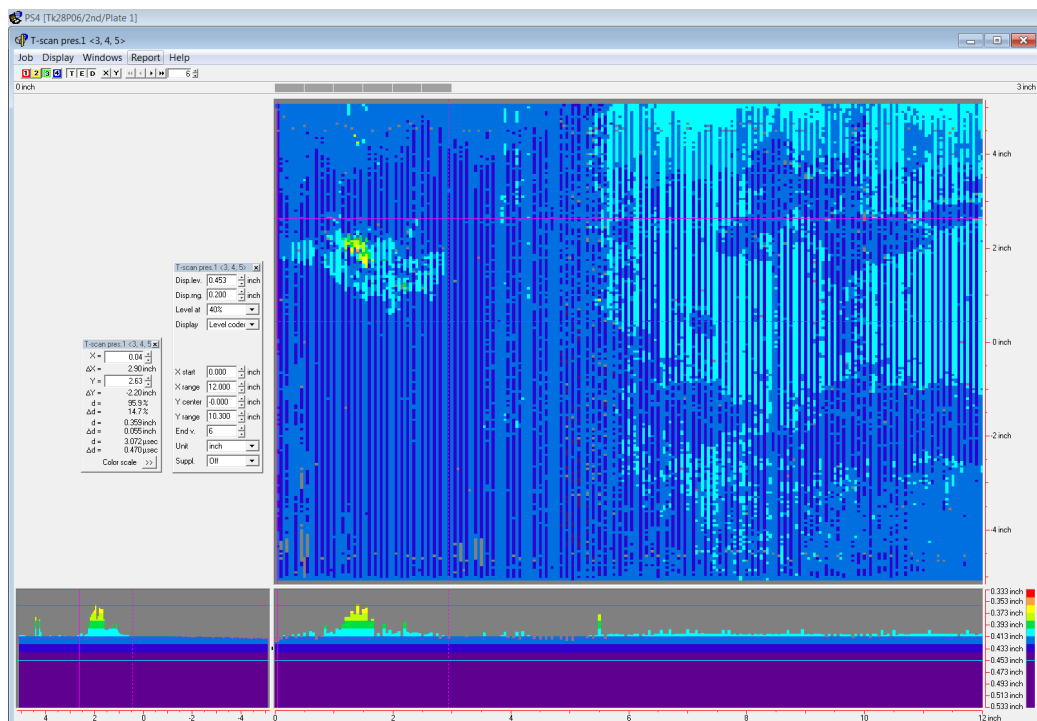 PS4 [Tk28P06/2nd/Plate 1]
T-scan pres.1 <3, 4, 5>
Job Display Windows Report Help
1 2 3 4 T E D X Y 6
0 inch 3 inch
4 inch
2 inch
0 inch
-2 inch
-4 inch
T-scan pres.1 <3, 4, 5>
Disp.lev. 0.453 inch
Disp.rng. 0.200 inch
Level at 40%
Display Level coder
X start 0.000 inch
X range 12.000 inch
Y center -0.000 inch
Y range 10.300 inch
End v. 6
Unit inch
Suppl. Off
T-scan pres.1 <3, 4, 5
X = 0.04
ΔX = 2.90 inch
Y = 2.63
ΔY = -2.20 inch
d = 95.9 %
Δd = 14.7 %
d = 0.359 inch
Δd = 0.055 inch
d = 3.072 µsec
Δd = 0.470 µsec
Color scale >>
0.333 inch
0.353 inch
0.373 inch
0.393 inch
0.413 inch
0.433 inch
0.453 inch
0.473 inch
0.493 inch
0.513 inch
0.533 inch
4 2 0 -2 -4
0 2 4 6 8 10 12 inch